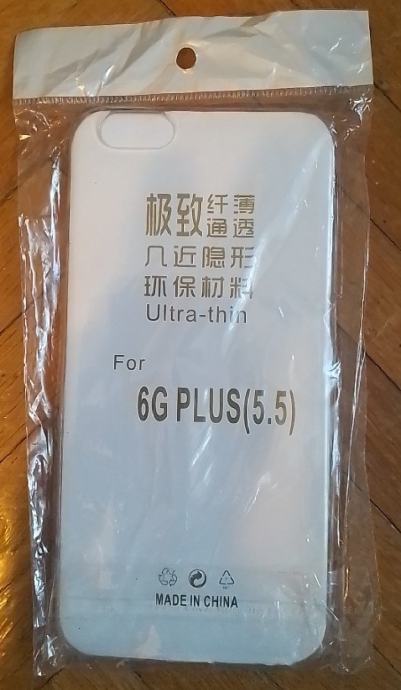 极致纤薄
通透
几近隐形
环保材料
Ultra-thin
For
6G PLUS(5.5)
MADE IN CHINA